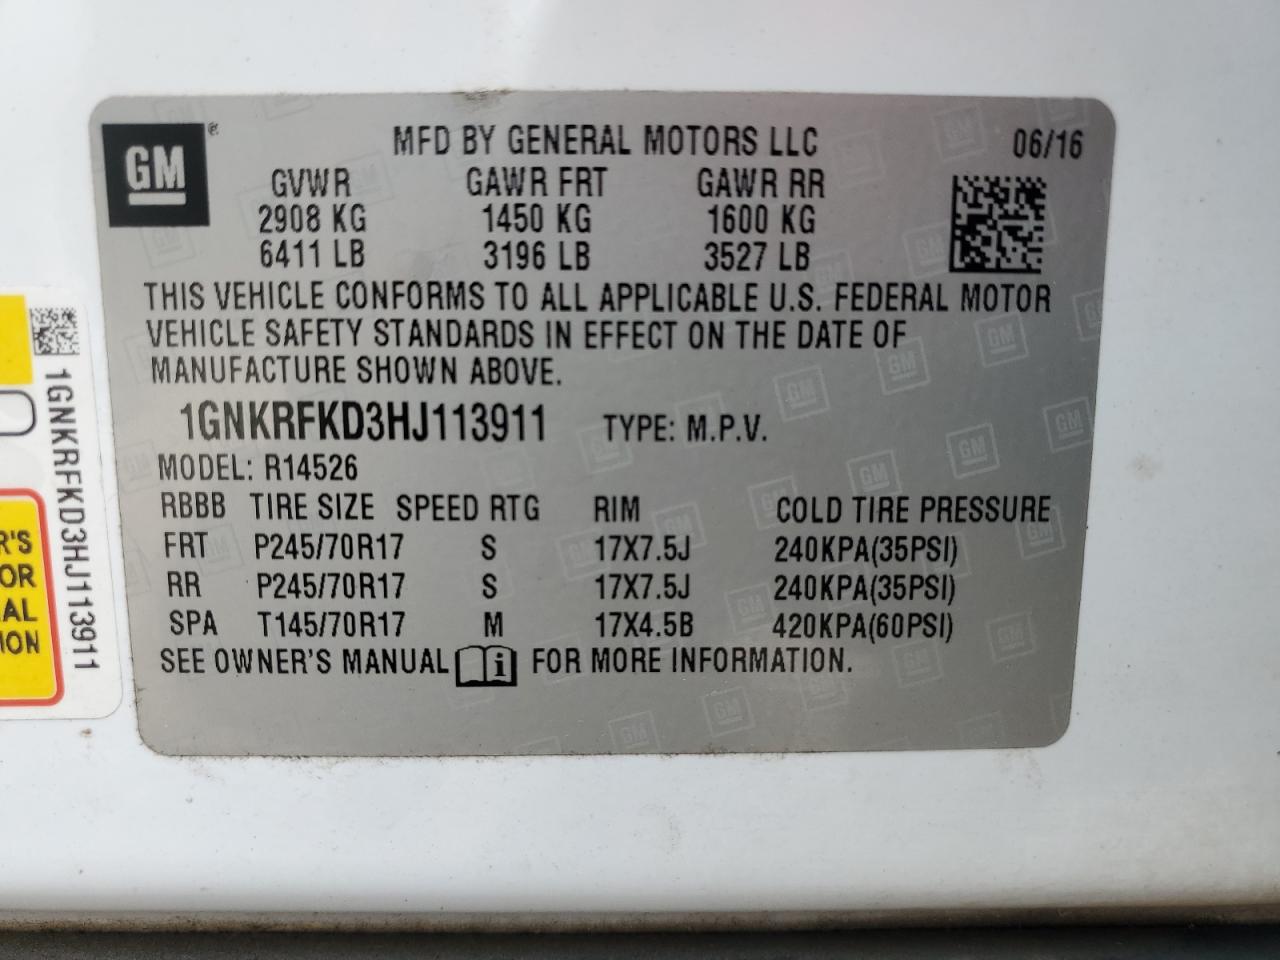 GM
MFD BY GENERAL MOTORS LLC 06/16
GVWR GAWR FRT GAWR RR
2908 KG 1450 KG 1600 KG
6411 LB 3196 LB 3527 LB
THIS VEHICLE CONFORMS TO ALL APPLICABLE U.S. FEDERAL MOTOR
VEHICLE SAFETY STANDARDS IN EFFECT ON THE DATE OF
MANUFACTURE SHOWN ABOVE.
1GNKRFKD3HJ113911 TYPE: M.P.V.
MODEL: R14526
RBBB TIRE SIZE SPEED RTG RIM COLD TIRE PRESSURE
FRT P245/70R17 S 17X7.5J 240KPA(35PSI)
RR P245/70R17 S 17X7.5J 240KPA(35PSI)
SPA T145/70R17 M 17X4.5B 420KPA(60PSI)
SEE OWNER'S MANUAL i FOR MORE INFORMATION.
1GNKRFKD3HJ113911
R'S
OR
AL
ION